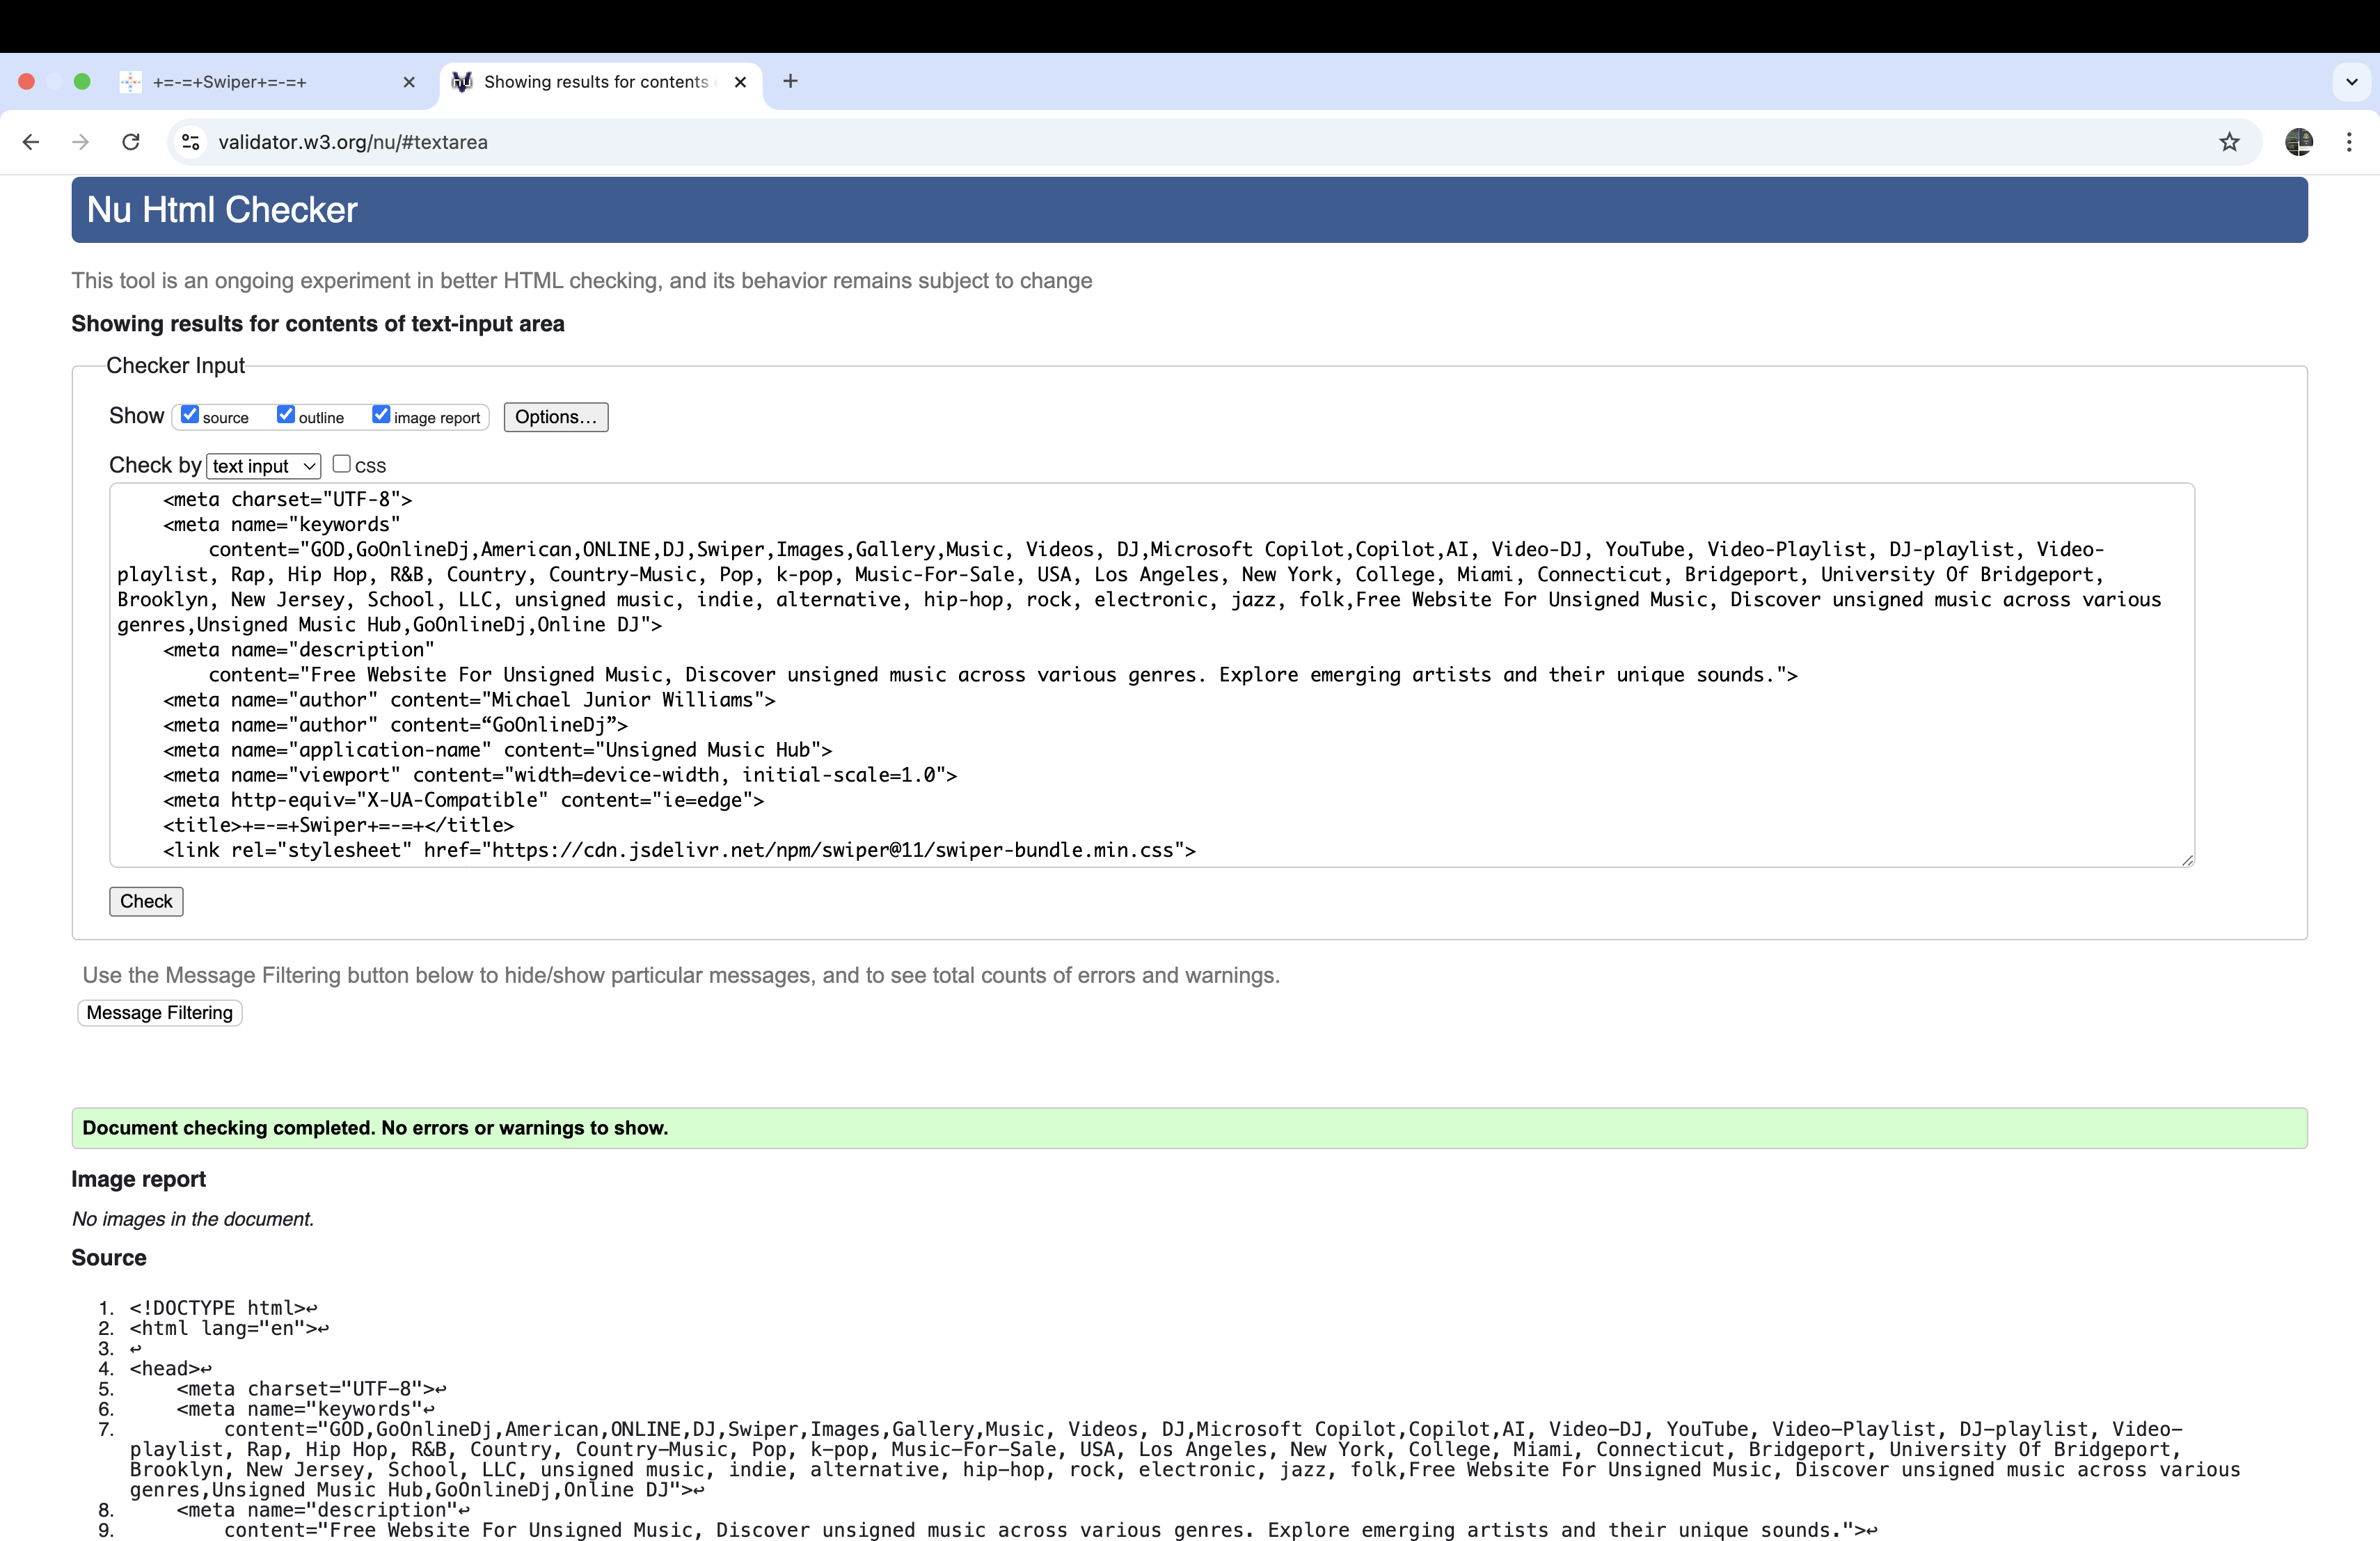 +=-=+Swiper+=-=+
Showing results for contents
validator.w3.org/nu/#textarea
Nu Html Checker
This tool is an ongoing experiment in better HTML checking, and its behavior remains subject to change
Showing results for contents of text-input area
Checker Input
Show source outline image report Options...
Check by text input CSS
<meta charset="UTF-8">
<meta name="keywords"
content="GOD,GoOnlineDj,American,ONLINE,DJ,Swiper,Images,Gallery,Music, Videos, DJ,Microsoft Copilot,Copilot,AI, Video-DJ, YouTube, Video-Playlist, DJ-playlist, Video-
playlist, Rap, Hip Hop, R&B, Country, Country-Music, Pop, k-pop, Music-For-Sale, USA, Los Angeles, New York, College, Miami, Connecticut, Bridgeport, University Of Bridgeport,
Brooklyn, New Jersey, School, LLC, unsigned music, indie, alternative, hip-hop, rock, electronic, jazz, folk,Free Website For Unsigned Music, Discover unsigned music across various
genres,Unsigned Music Hub,GoOnlineDj,Online DJ">
<meta name="description"
content="Free Website For Unsigned Music, Discover unsigned music across various genres. Explore emerging artists and their unique sounds.">
<meta name="author" content="Michael Junior Williams">
<meta name="author" content=“GoOnlineDj”>
<meta name="application-name" content="Unsigned Music Hub">
<meta name="viewport" content="width=device-width, initial-scale=1.0">
<meta http-equiv="X-UA-Compatible" content="ie=edge">
<title>+=-=+Swiper+=-=+</title>
<link rel="stylesheet" href="https://cdn.jsdelivr.net/npm/swiper@11/swiper-bundle.min.css">
Check
Use the Message Filtering button below to hide/show particular messages, and to see total counts of errors and warnings.
Message Filtering
Document checking completed. No errors or warnings to show.
Image report
No images in the document.
Source
1. <!DOCTYPE html>↩
2. <html lang="en">↩
3. ↩
4. <head>↩
5. <meta charset="UTF-8">↩
6. <meta name="keywords"↩
7. content="GOD,GoOnlineDj,American,ONLINE,DJ,Swiper,Images,Gallery,Music, Videos, DJ,Microsoft Copilot,Copilot,AI, Video-DJ, YouTube, Video-Playlist, DJ-playlist, Video-
playlist, Rap, Hip Hop, R&B, Country, Country-Music, Pop, k-pop, Music-For-Sale, USA, Los Angeles, New York, College, Miami, Connecticut, Bridgeport, University Of Bridgeport,
Brooklyn, New Jersey, School, LLC, unsigned music, indie, alternative, hip-hop, rock, electronic, jazz, folk,Free Website For Unsigned Music, Discover unsigned music across various
genres,Unsigned Music Hub,GoOnlineDj,Online DJ">↩
8. <meta name="description"↩
9. content="Free Website For Unsigned Music, Discover unsigned music across various genres. Explore emerging artists and their unique sounds.">↩